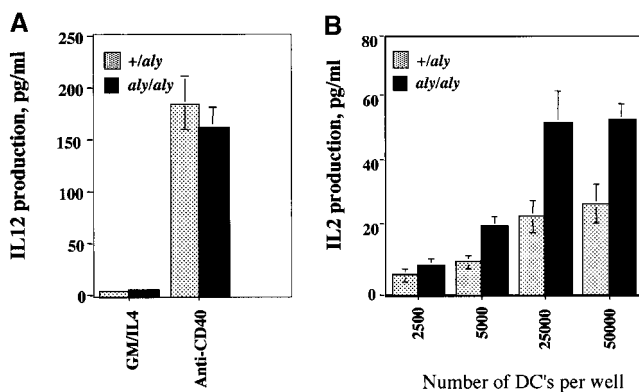 A
IL12 production, pg/ml
250
200
150
100
50
0
+/aly
aly/aly
GM/IL4
Anti-CD40
B
IL2 production, pg/ml
80
60
40
20
0
+/aly
aly/aly
2500
5000
25000
50000
Number of DC's per well